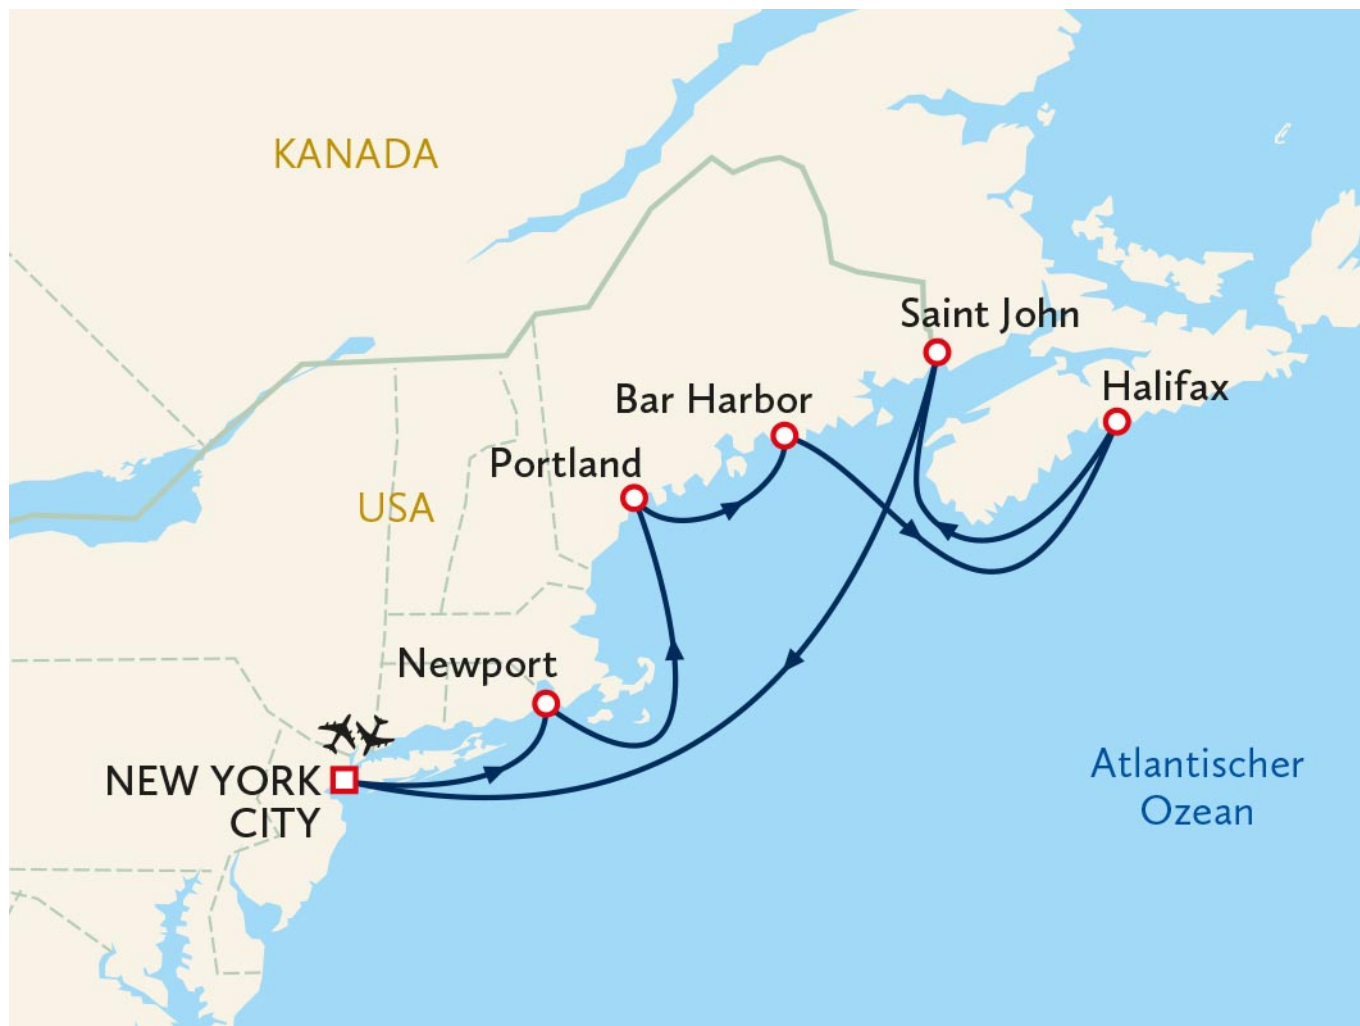 KANADA
Saint John
Halifax
Bar Harbor
Portland
USA
Newport
NEW YORK
CITY
Atlantischer
Ozean